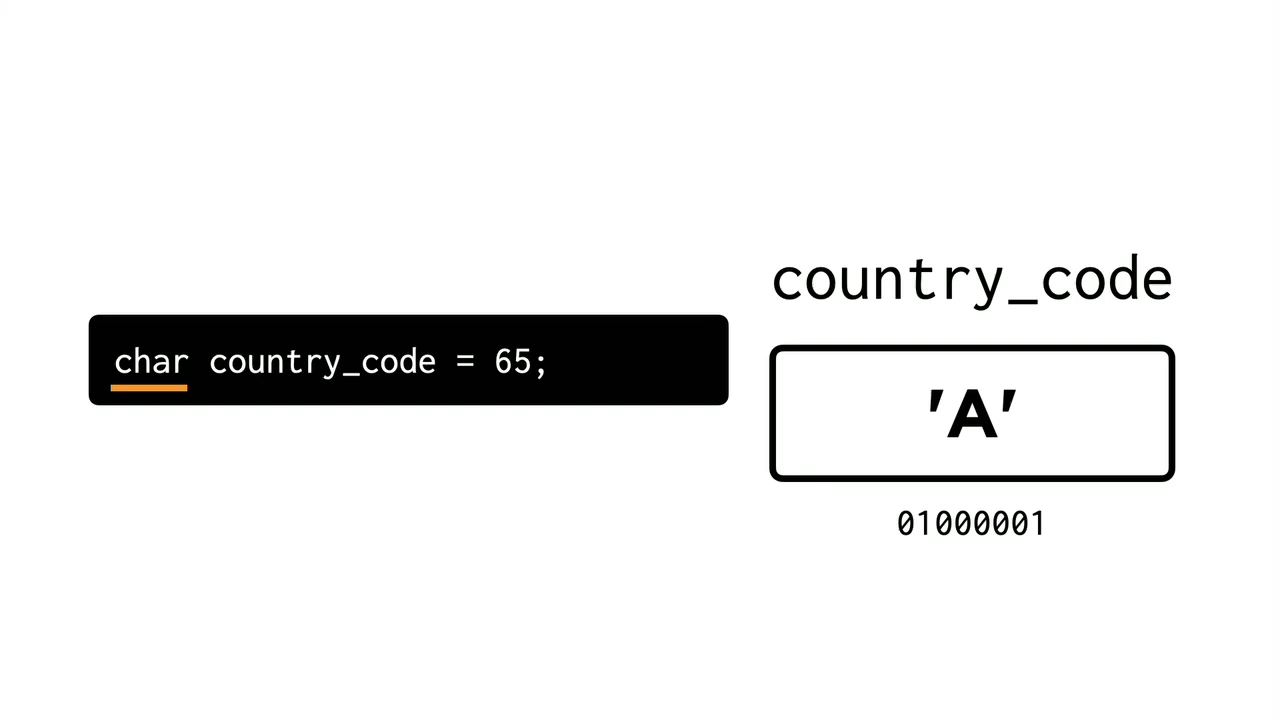 char country_code = 65;
country_code
'A'
01000001